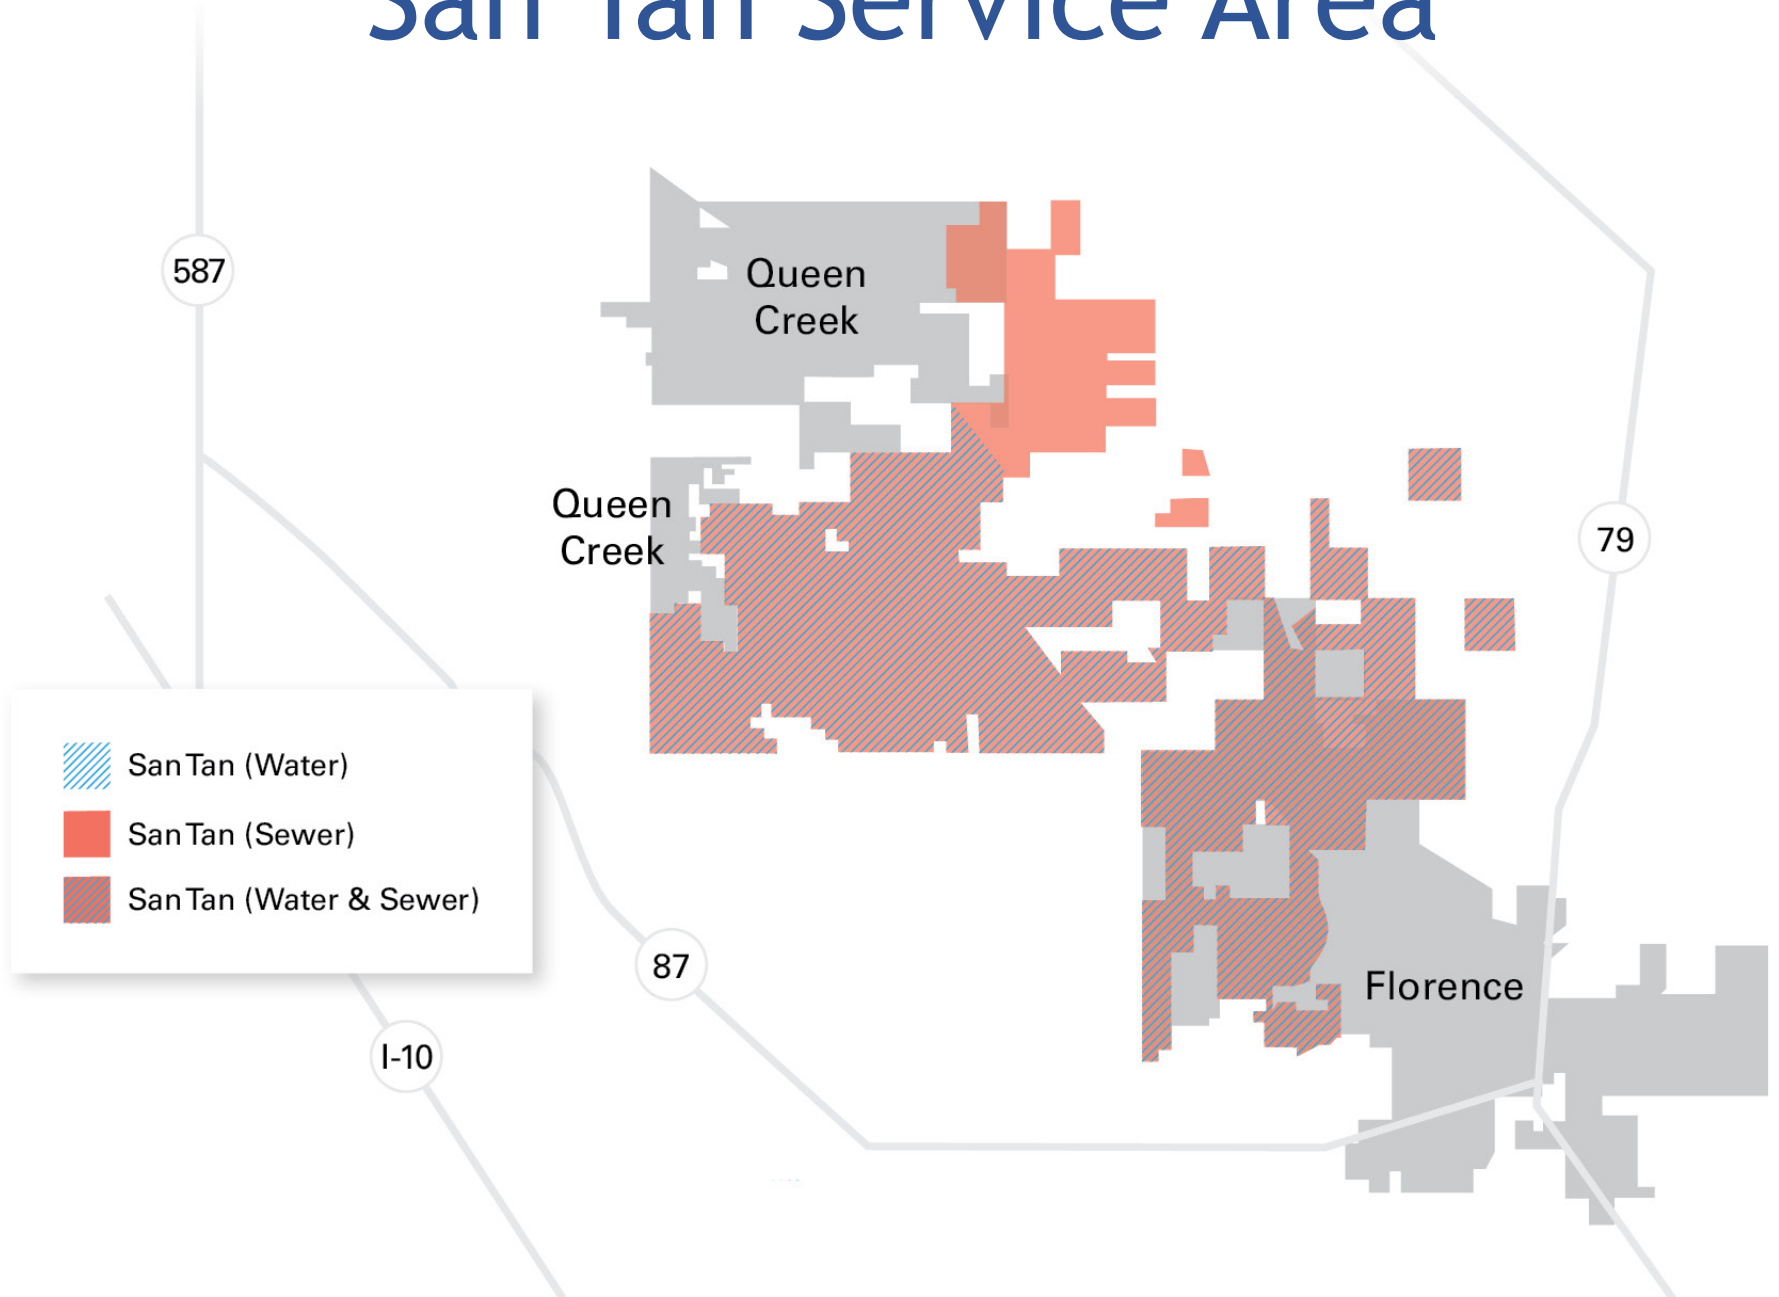 San Tan Service Area
587
Queen
Creek
Queen
Creek
79
San Tan (Water)
San Tan (Sewer)
San Tan (Water & Sewer)
87
Florence
I-10